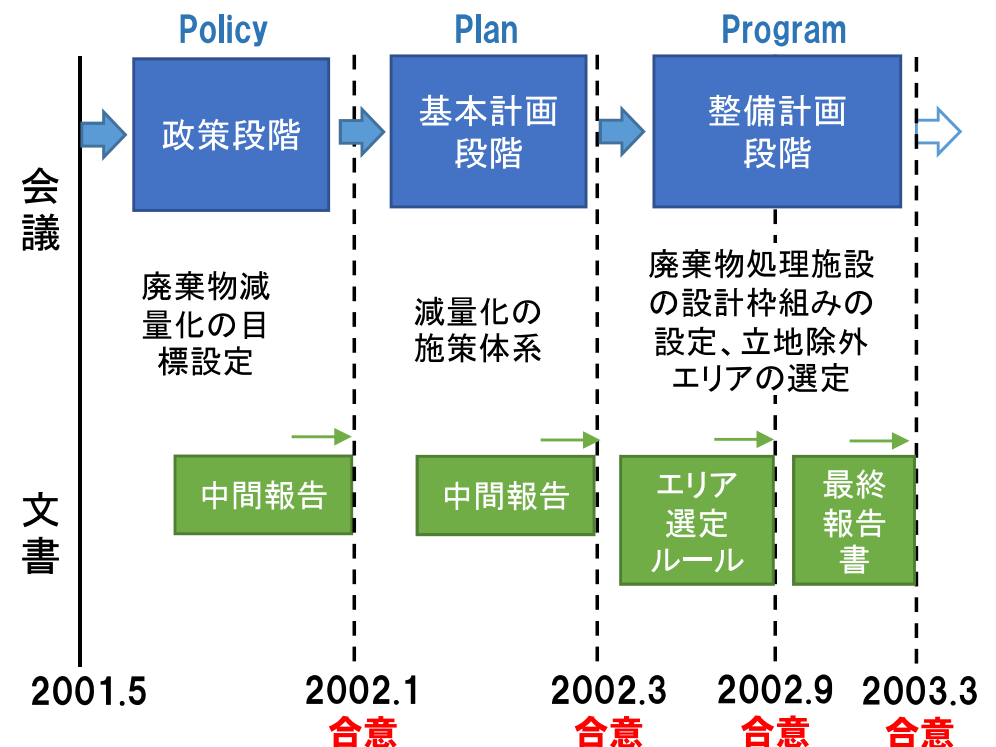 Policy
Plan
Program
政策段階
基本計画
段階
整備計画
段階
会議
廃棄物減
量化の目
標設定
減量化の
施策体系
廃棄物処理施設
の設計枠組みの
設定、立地除外
エリアの選定
文書
中間報告
中間報告
エリア
選定
ルール
最終
報告
書
2001.5
2002.1
2002.3
2002.9
2003.3
合意
合意
合意
合意